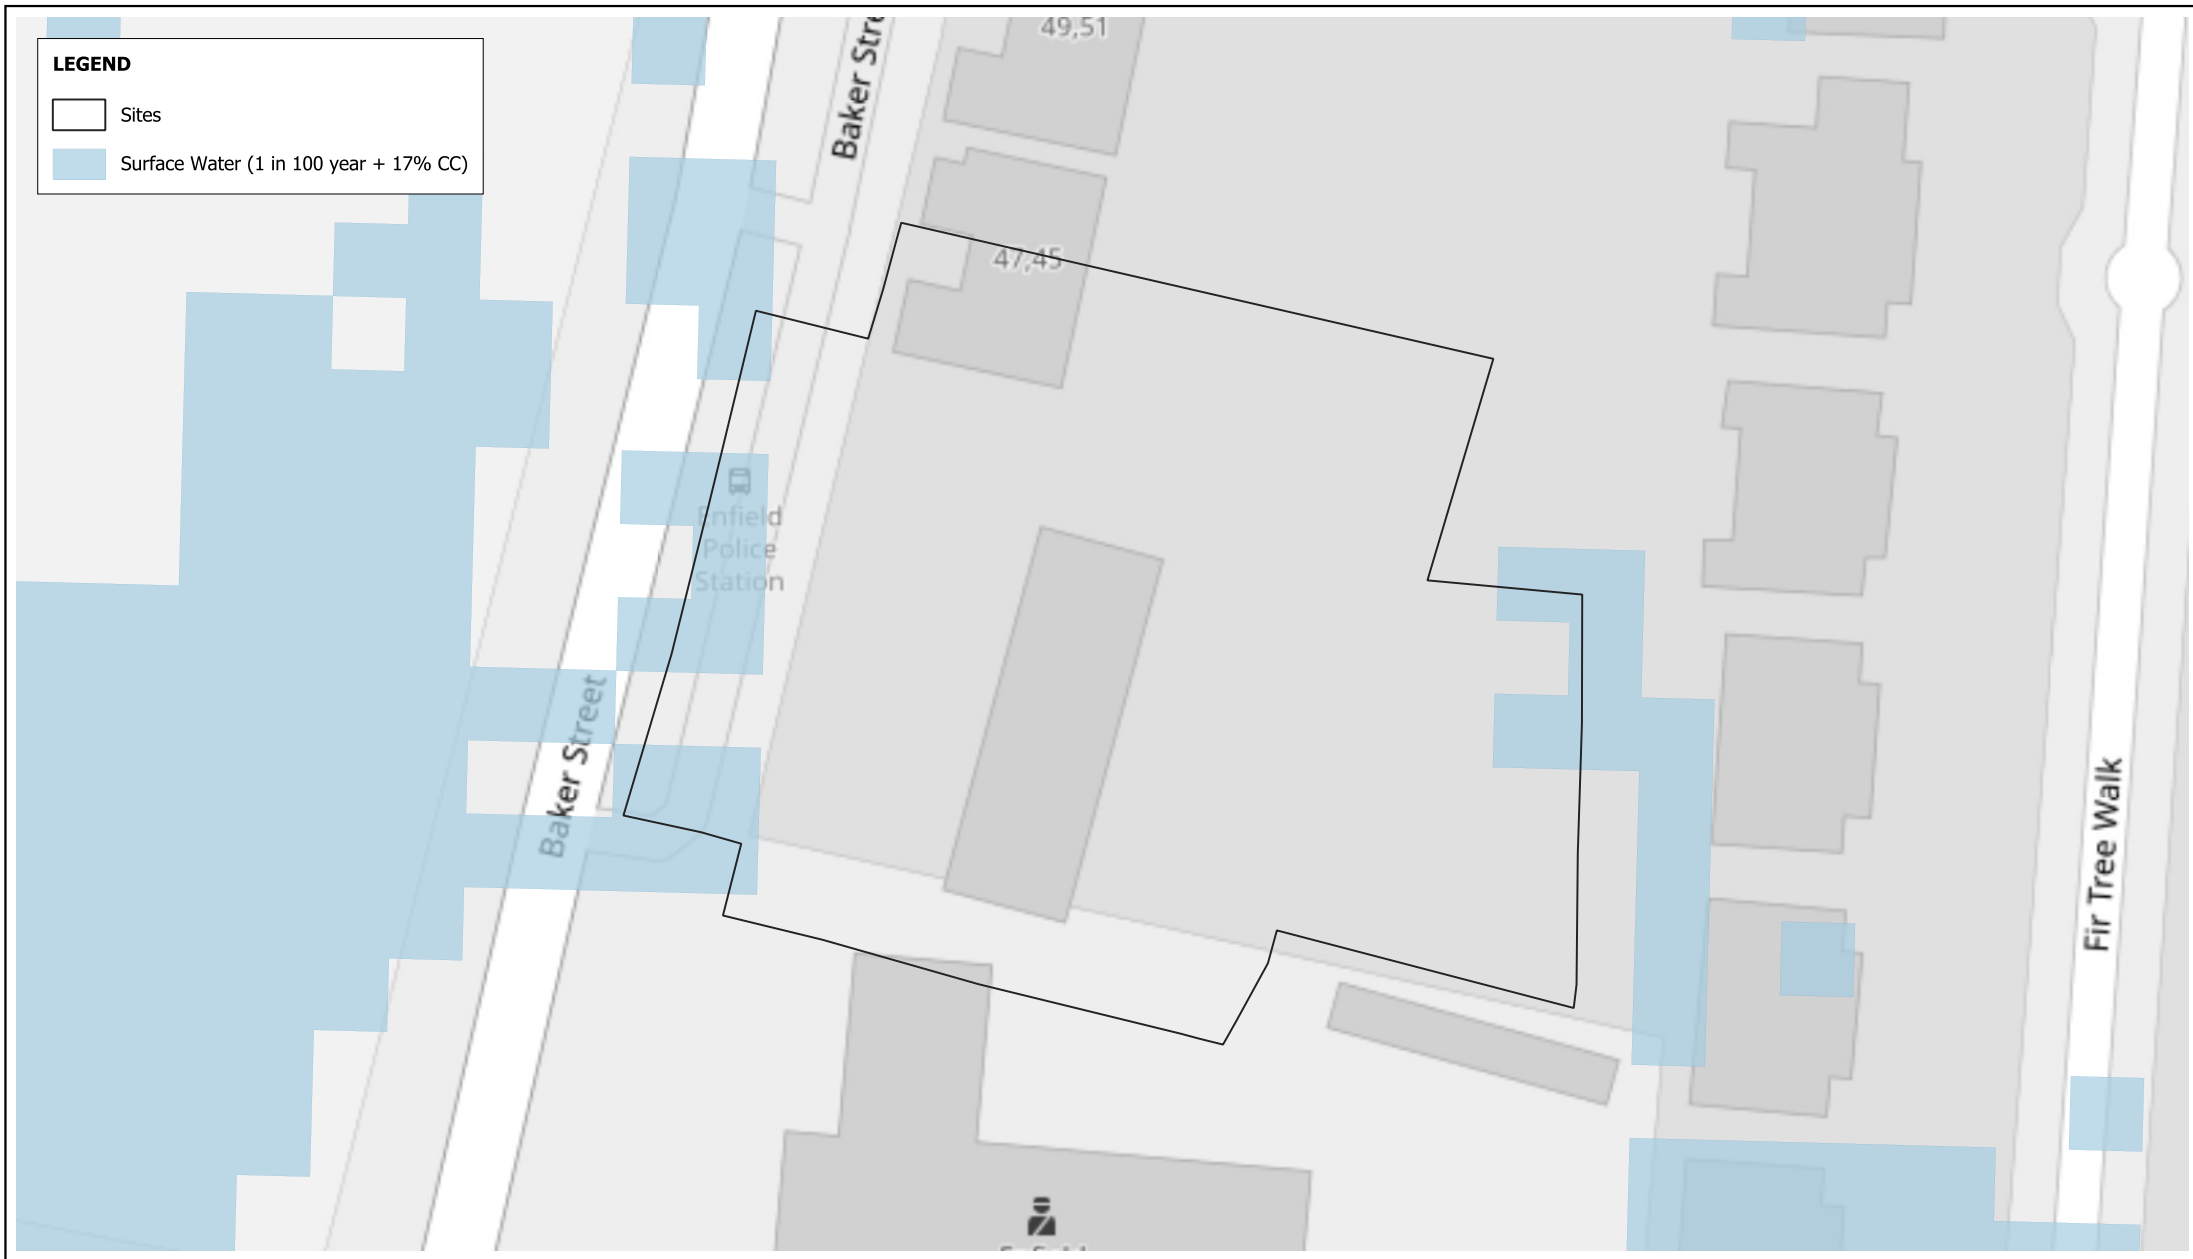 LEGEND
Sites
Surface Water (1 in 100 year + 17% CC)
49,51
Baker Stre
47,45
Enfield
Police
Station
Baker Street
Fir Tree Walk
Enfield